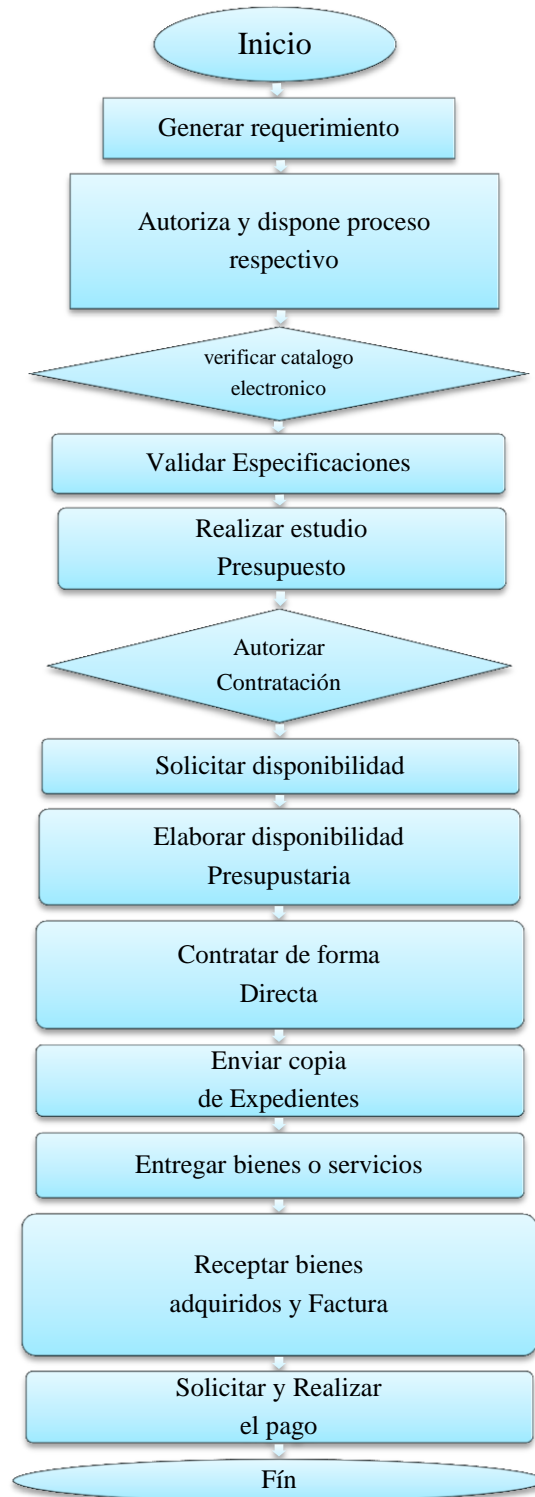 Inicio
Generar requerimiento
Autoriza y dispone proceso
respectivo
verificar catalogo
electronico
Validar Especificaciones
Realizar estudio
Presupuesto
Autorizar
Contratación
Solicitar disponibilidad
Elaborar disponibilidad
Presupustaria
Contratar de forma
Directa
Enviar copia
de Expedientes
Entregar bienes o servicios
Receptar bienes
adquiridos y Factura
Solicitar y Realizar
el pago
Fín